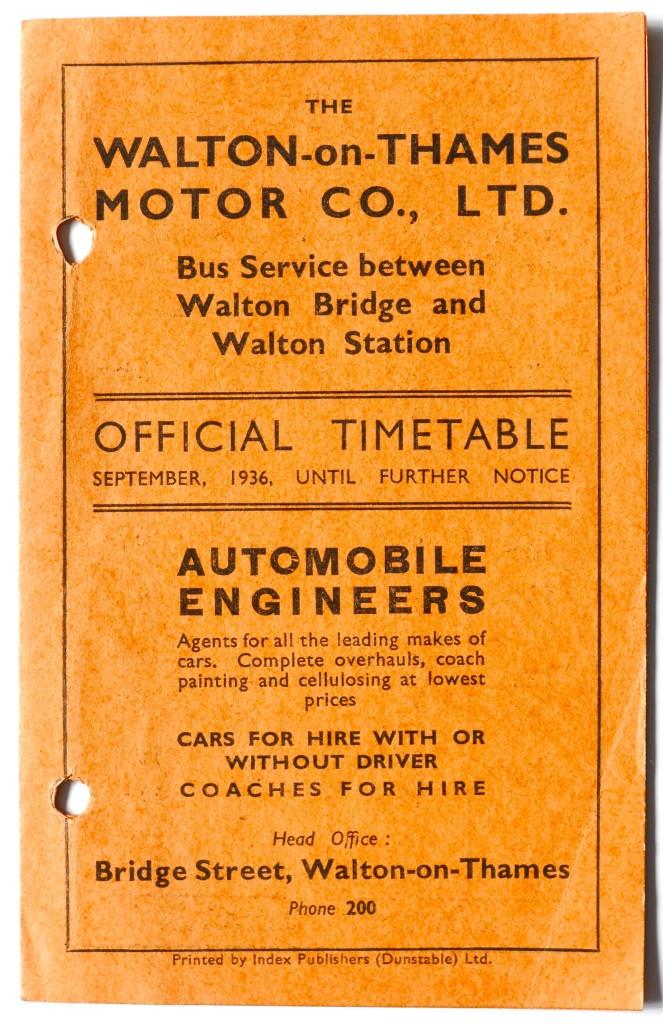 THE
WALTON-on-THAMES
MOTOR CO., LTD.
Bus Service between
Walton Bridge and
Walton Station
OFFICIAL TIMETABLE
SEPTEMBER, 1936, UNTIL FURTHER NOTICE
AUTOMOBILE
ENGINEERS
Agents for all the leading makes of
cars. Complete overhauls, coach
painting and cellulosing at lowest
prices
CARS FOR HIRE WITH OR
WITHOUT DRIVER
COACHES FOR HIRE
Head Office :
Bridge Street, Walton-on-Thames
Phone 200
Printed by Index Publishers (Dunstable) Ltd.